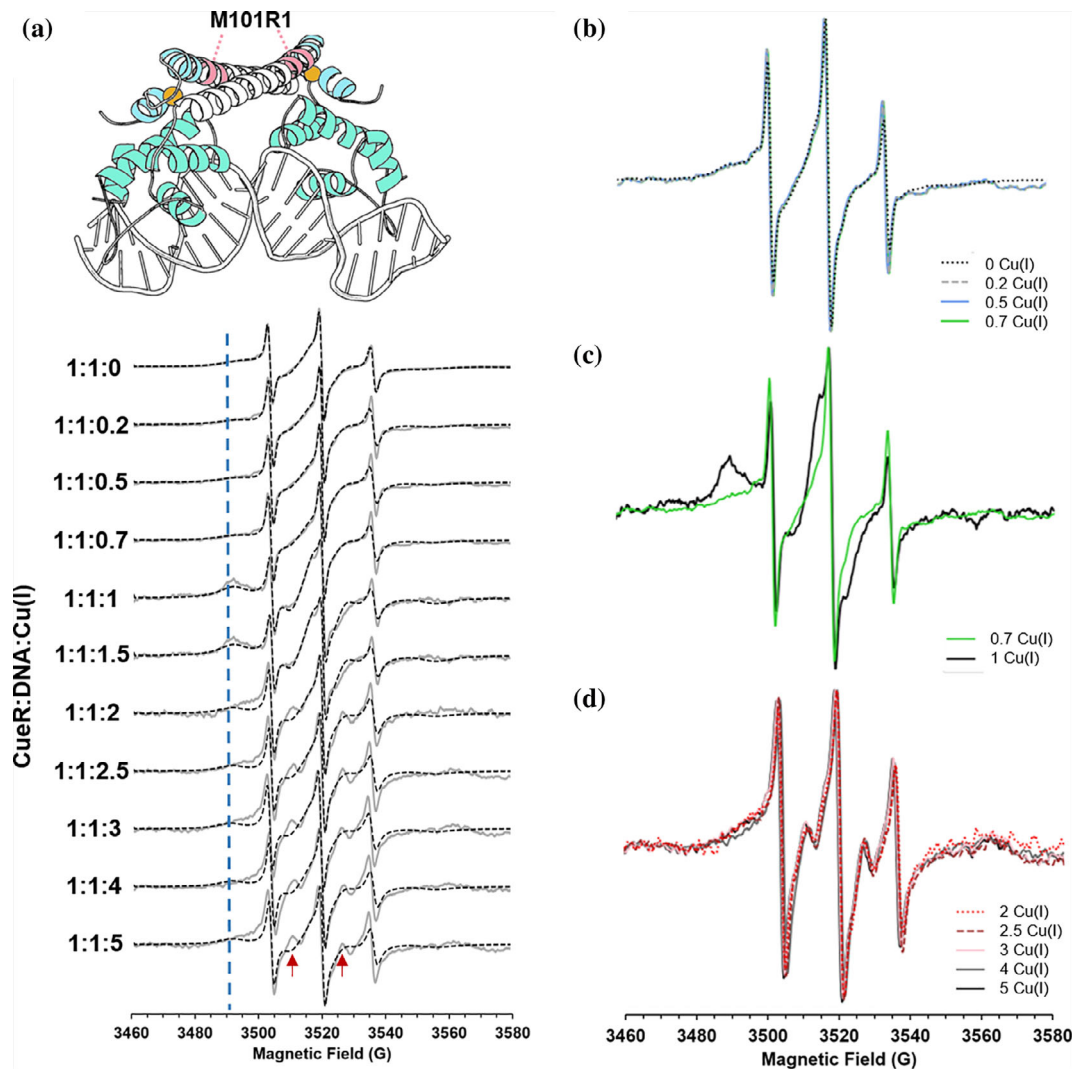 (a)
M101R1
CueR:DNA:Cu(I)
1:1:0
1:1:0.2
1:1:0.5
1:1:0.7
1:1:1
1:1:1.5
1:1:2
1:1:2.5
1:1:3
1:1:4
1:1:5
3460 3480 3500 3520 3540 3560 3580
Magnetic Field (G)
(b)
0 Cu(I)
0.2 Cu(I)
0.5 Cu(I)
0.7 Cu(I)
(c)
0.7 Cu(I)
1 Cu(I)
(d)
2 Cu(I)
2.5 Cu(I)
3 Cu(I)
4 Cu(I)
5 Cu(I)
3460 3480 3500 3520 3540 3560 3580
Magnetic Field (G)